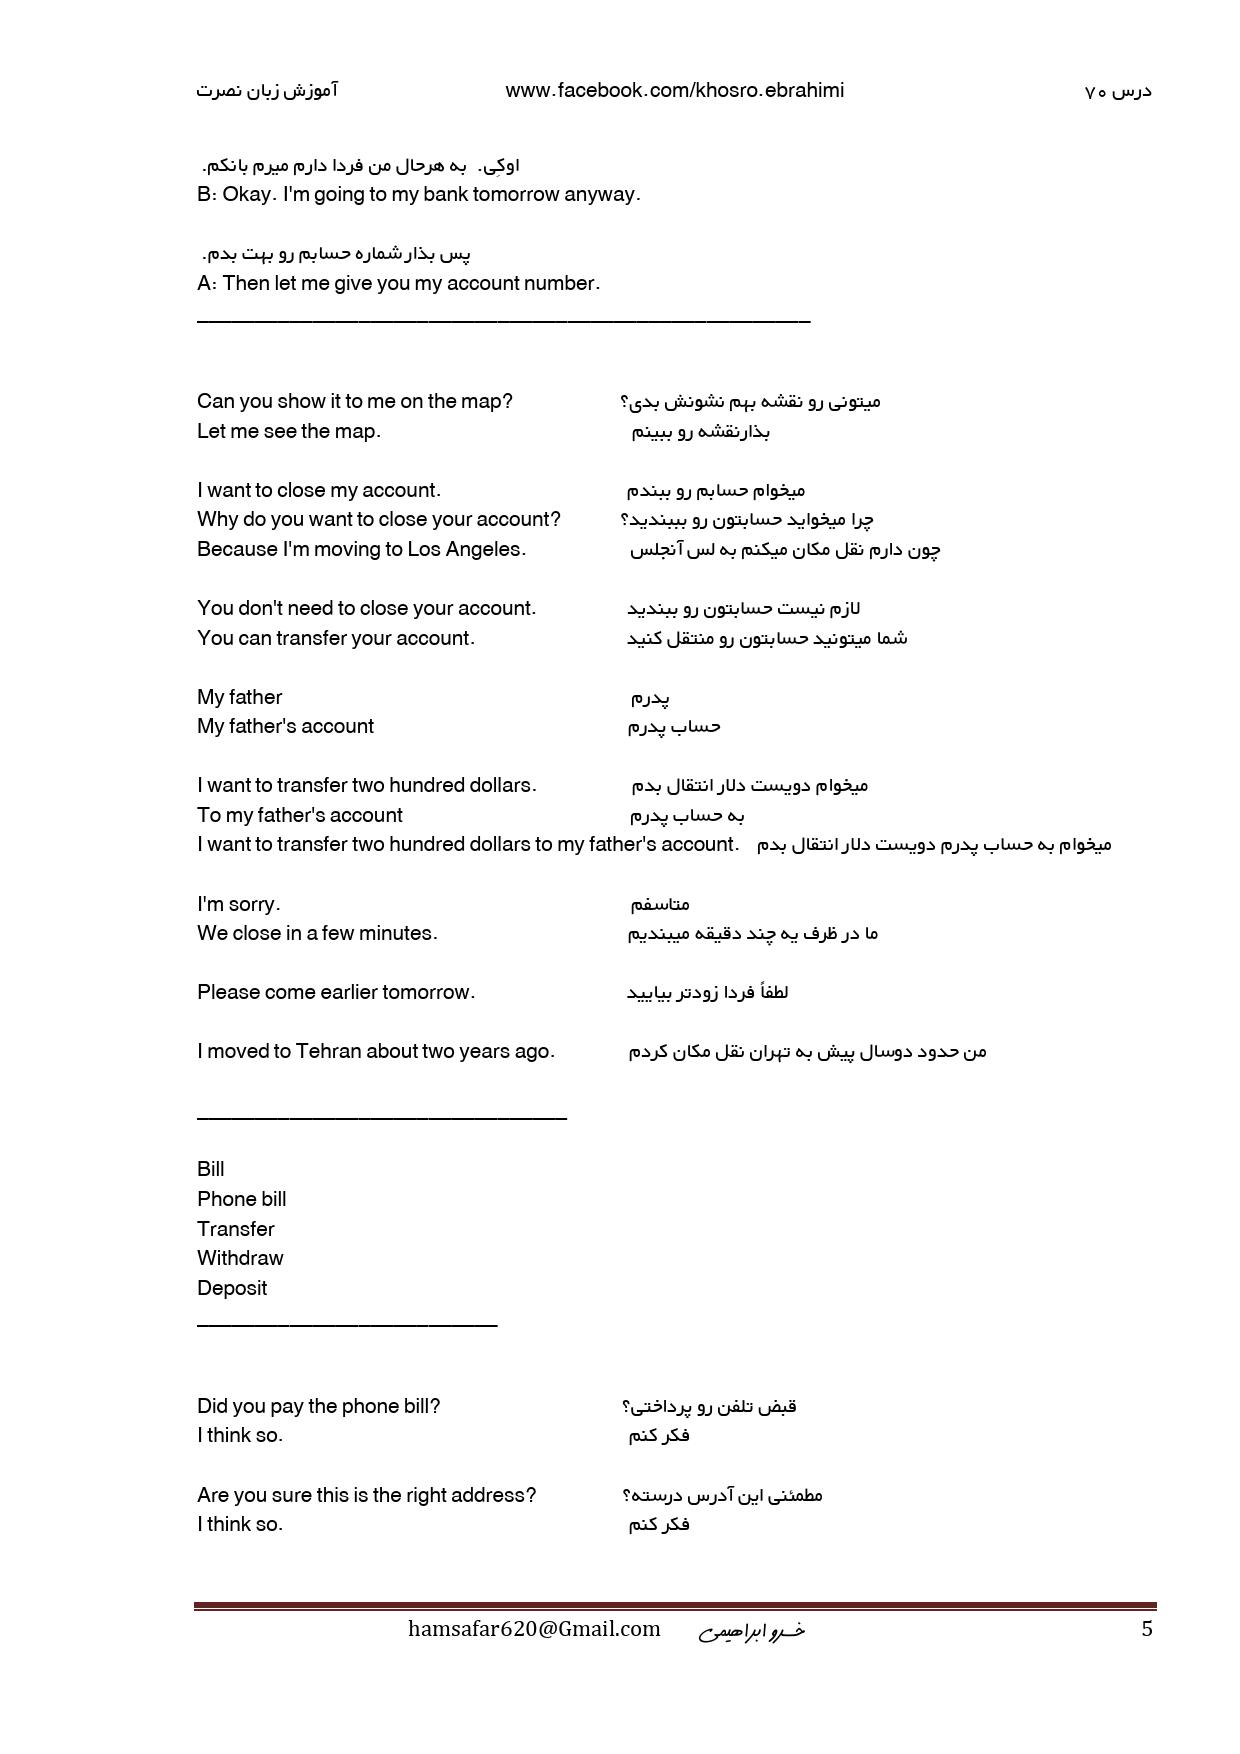 درس ۷۰ www.facebook.com/khosro.ebrahimi آموزش زبان نصرت
اوکِی. به هرحال من فردا دارم میرم بانکم.
B: Okay. I'm going to my bank tomorrow anyway.
پس بذار شماره حسابم رو بهت بدم.
A: Then let me give you my account number.
Can you show it to me on the map? میتونی رو نقشه بهم نشونش بدی؟
Let me see the map. بذارنقشه رو ببینم
I want to close my account. میخوام حسابم رو ببندم
Why do you want to close your account? چرا میخواید حسابتون رو بببندید؟
Because I'm moving to Los Angeles. چون دارم نقل مکان میکنم به لس آنجلس
You don't need to close your account. لازم نیست حسابتون رو ببندید
You can transfer your account. شما میتونید حسابتون رو منتقل کنید
My father پدرم
My father's account حساب پدرم
I want to transfer two hundred dollars. میخوام دویست دلار انتقال بدم
To my father's account به حساب پدرم
I want to transfer two hundred dollars to my father's account. میخوام به حساب پدرم دویست دلار انتقال بدم
I'm sorry. متاسفم
We close in a few minutes. ما در ظرف یه چند دقیقه میبندیم
Please come earlier tomorrow. لطفاً فردا زودتر بیایید
I moved to Tehran about two years ago. من حدود دوسال پیش به تهران نقل مکان کردم
Bill
Phone bill
Transfer
Withdraw
Deposit
Did you pay the phone bill? قبض تلفن رو پرداختی؟
I think so. فکر کنم
Are you sure this is the right address? مطمئنی این آدرس درسته؟
I think so. فکر کنم
hamsafar620@Gmail.com خسرو ابراهیمی 5